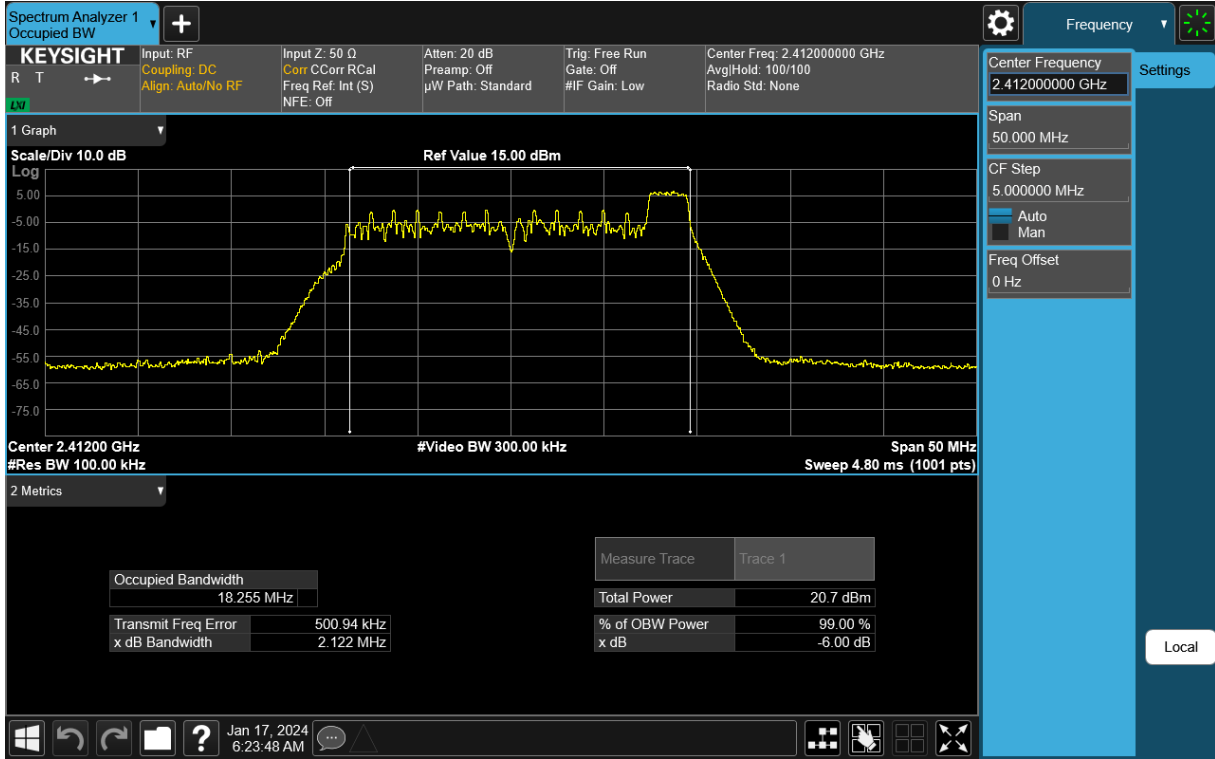 Spectrum Analyzer 1
Occupied BW
Frequency
KEYSIGHT
R T
LXI
Input: RF
Coupling: DC
Align: Auto/No RF
Input Z: 50 Ω
Corr CCorr RCal
Freq Ref: Int (S)
NFE: Off
Atten: 20 dB
Preamp: Off
µW Path: Standard
Trig: Free Run
Gate: Off
#IF Gain: Low
Center Freq: 2.412000000 GHz
Avg|Hold: 100/100
Radio Std: None
Center Frequency
2.412000000 GHz
Settings
Span
50.000 MHz
CF Step
5.000000 MHz
Auto
Man
Freq Offset
0 Hz
Local
1 Graph
Scale/Div 10.0 dB
Ref Value 15.00 dBm
Log
5.00
-5.00
-15.0
-25.0
-35.0
-45.0
-55.0
-65.0
-75.0
Center 2.41200 GHz
#Video BW 300.00 kHz
Span 50 MHz
#Res BW 100.00 kHz
Sweep 4.80 ms (1001 pts)
2 Metrics
Measure Trace
Trace 1
Occupied Bandwidth
18.255 MHz
Total Power
20.7 dBm
Transmit Freq Error
500.94 kHz
% of OBW Power
99.00 %
x dB Bandwidth
2.122 MHz
x dB
-6.00 dB
Jan 17, 2024
6:23:48 AM